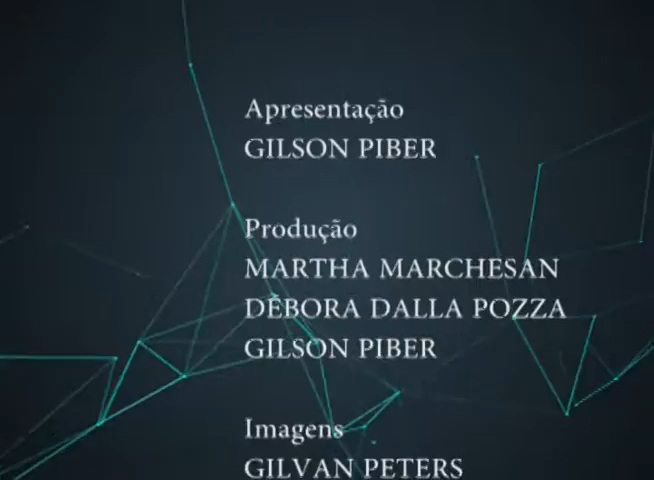 Apresentação
GILSON PIBER
Produção
MARTHA MARCHESAN
DÉBORA DALLA POZZA
GILSON PIBER
Imagens
GILVAN PETERS